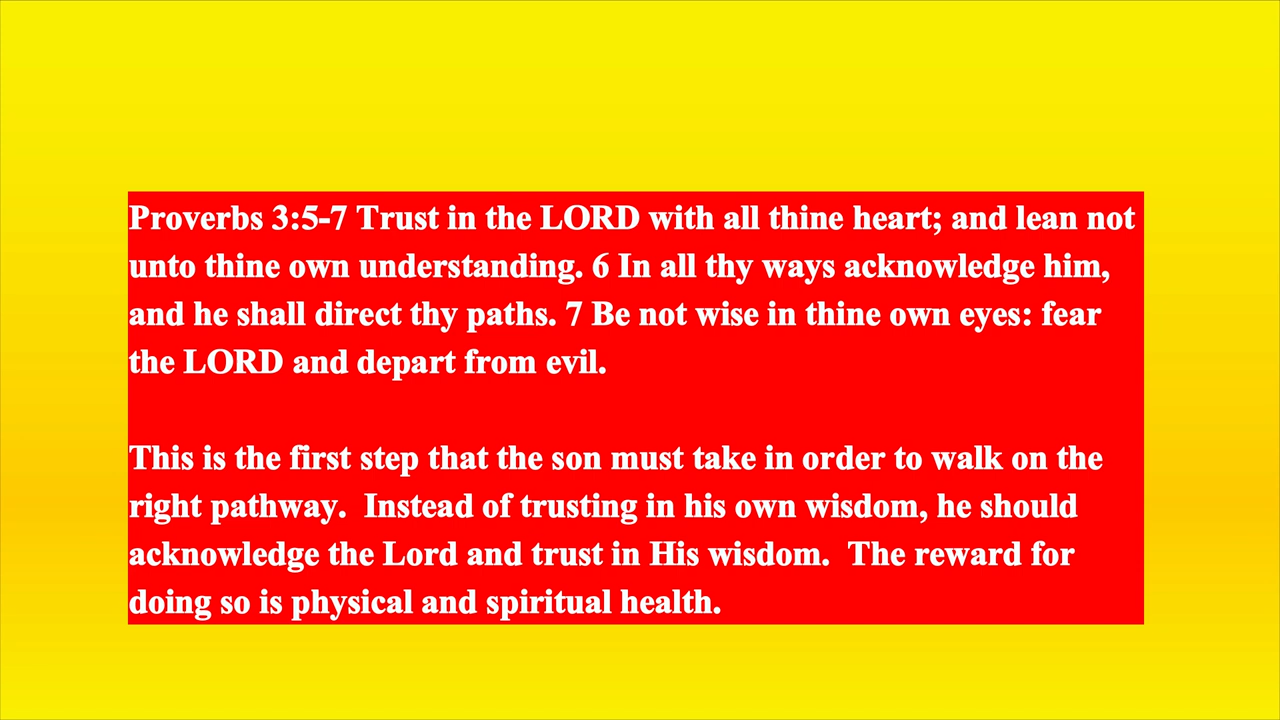 Proverbs 3:5-7 Trust in the LORD with all thine heart; and lean not
unto thine own understanding. 6 In all thy ways acknowledge him,
and he shall direct thy paths. 7 Be not wise in thine own eyes: fear
the LORD and depart from evil.
This is the first step that the son must take in order to walk on the
right pathway.  Instead of trusting in his own wisdom, he should
acknowledge the Lord and trust in His wisdom.  The reward for
doing so is physical and spiritual health.